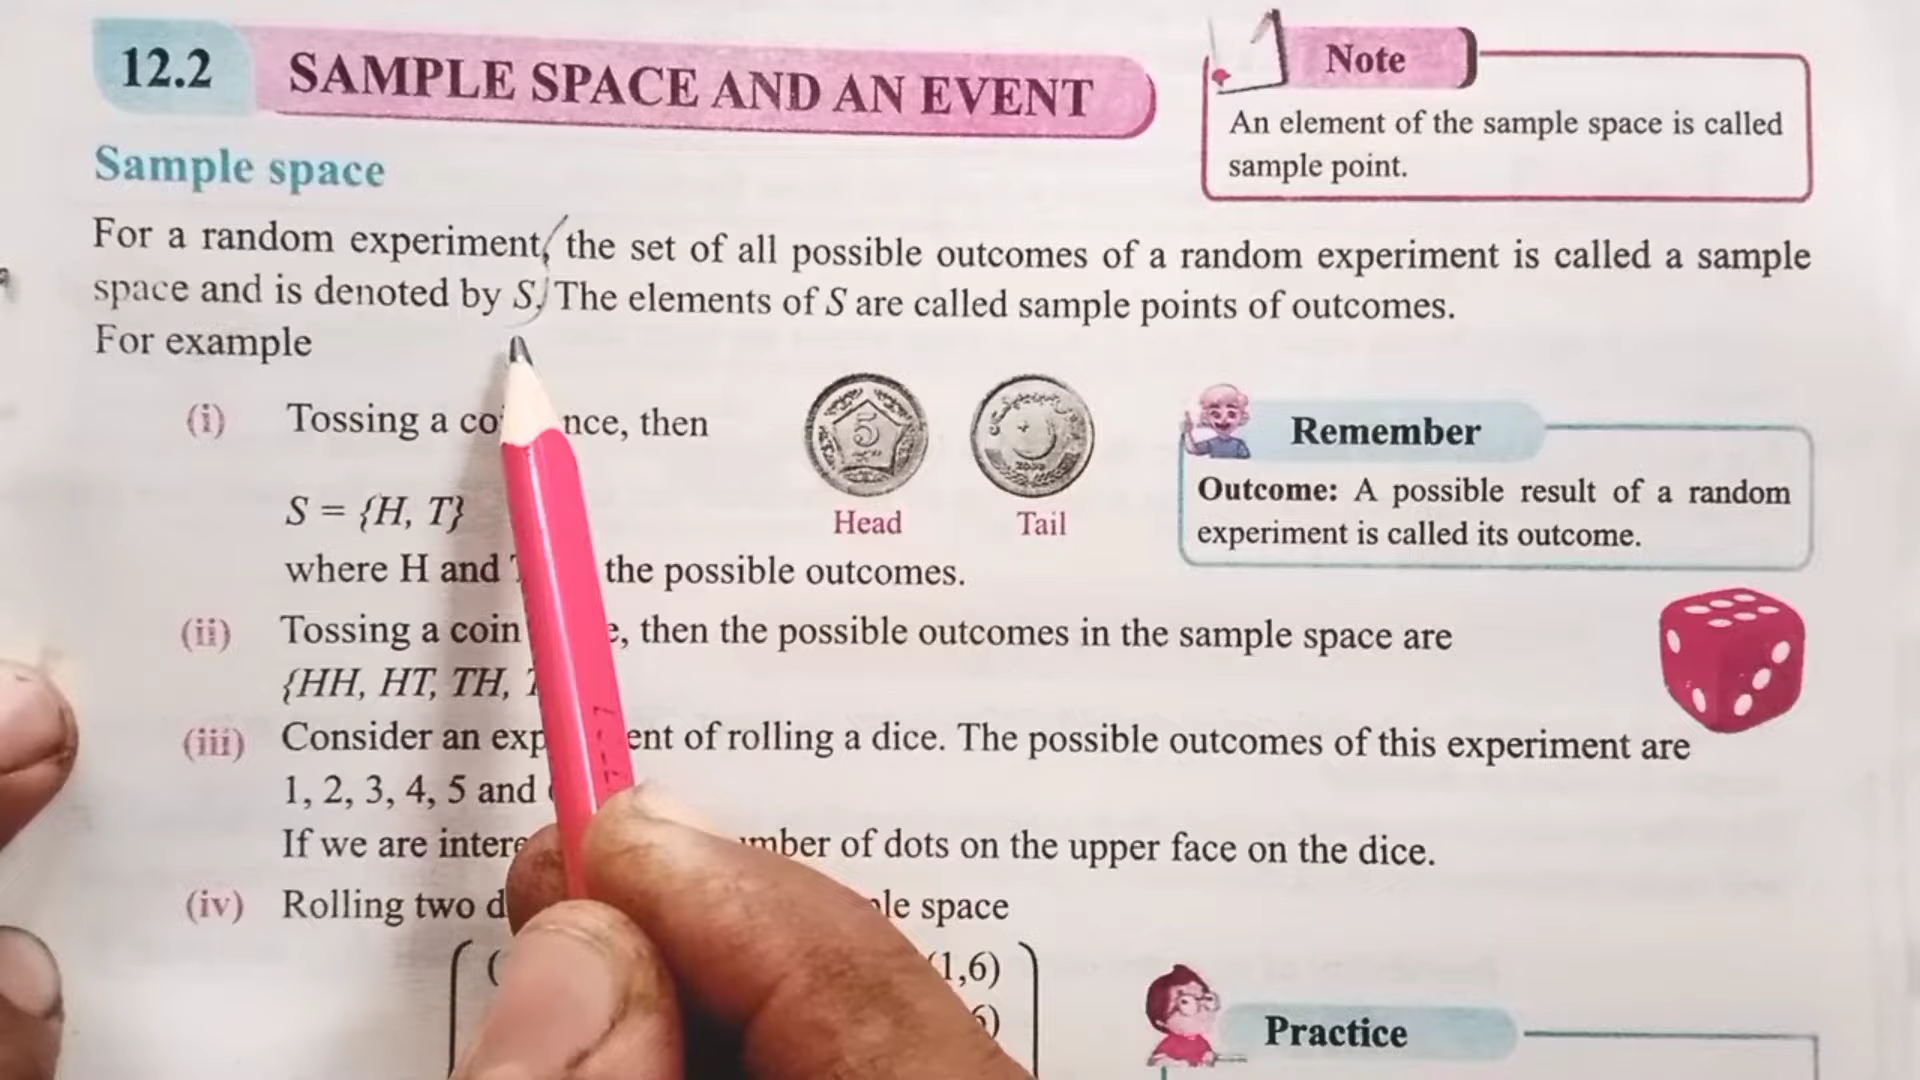 12.2 SAMPLE SPACE AND AN EVENT
Note
An element of the sample space is called
sample point.
Sample space
For a random experiment, the set of all possible outcomes of a random experiment is called a sample
space and is denoted by S. The elements of S are called sample points of outcomes.
For example
(i) Tossing a co nce, then
5
Head Tail
S = {H, T}
where H and the possible outcomes.
Remember
Outcome: A possible result of a random
experiment is called its outcome.
(ii) Tossing a coin , then the possible outcomes in the sample space are
{HH, HT, TH,
(iii) Consider an exp ent of rolling a dice. The possible outcomes of this experiment are
1, 2, 3, 4, 5 and
If we are intere mber of dots on the upper face on the dice.
(iv) Rolling two d le space
( (1,6)
6)
Practice